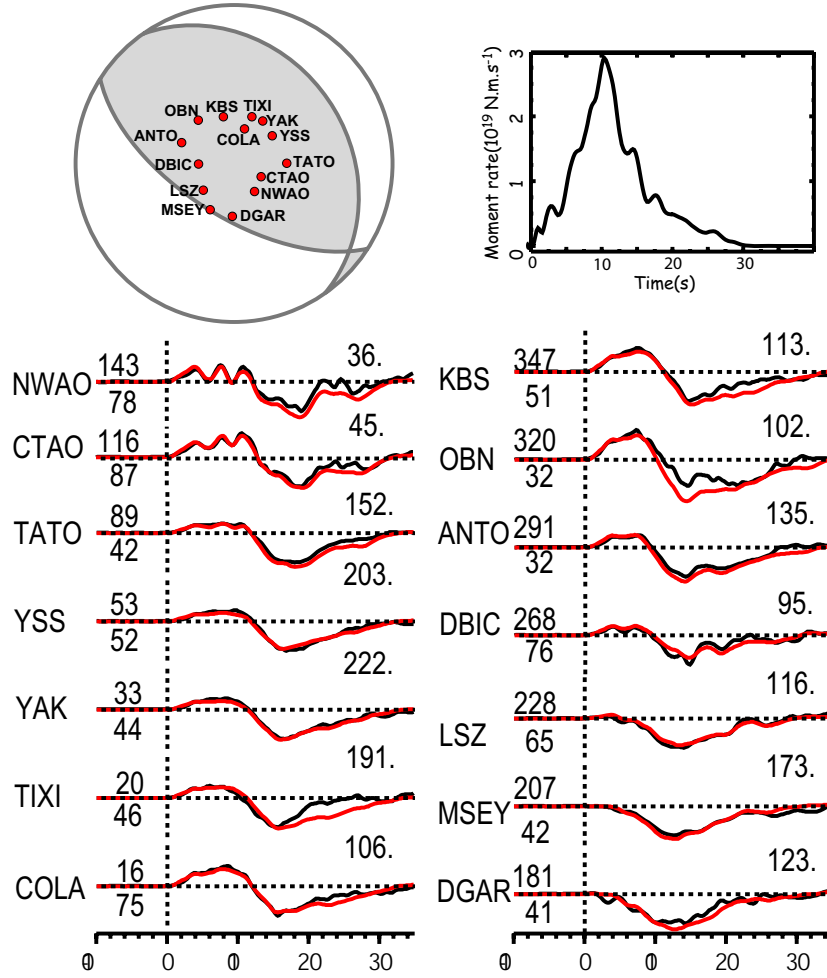 OBN
KBS
TIXI
YAK
ANTO
COLA
YSS
DBIC
TATO
CTAO
LSZ
NWAO
MSEY
DGAR
Moment rate(10¹⁹ N.m.s⁻¹)
3
2
1
0
0
10
20
30
Time(s)
NWAO
143
78
36.
CTAO
116
87
45.
TATO
89
42
152.
YSS
53
52
203.
YAK
33
44
222.
TIXI
20
46
191.
COLA
16
75
106.
0
10
20
30
KBS
347
51
113.
OBN
320
32
102.
ANTO
291
32
135.
DBIC
268
76
95.
LSZ
228
65
116.
MSEY
207
42
173.
DGAR
181
41
123.
0
20
30